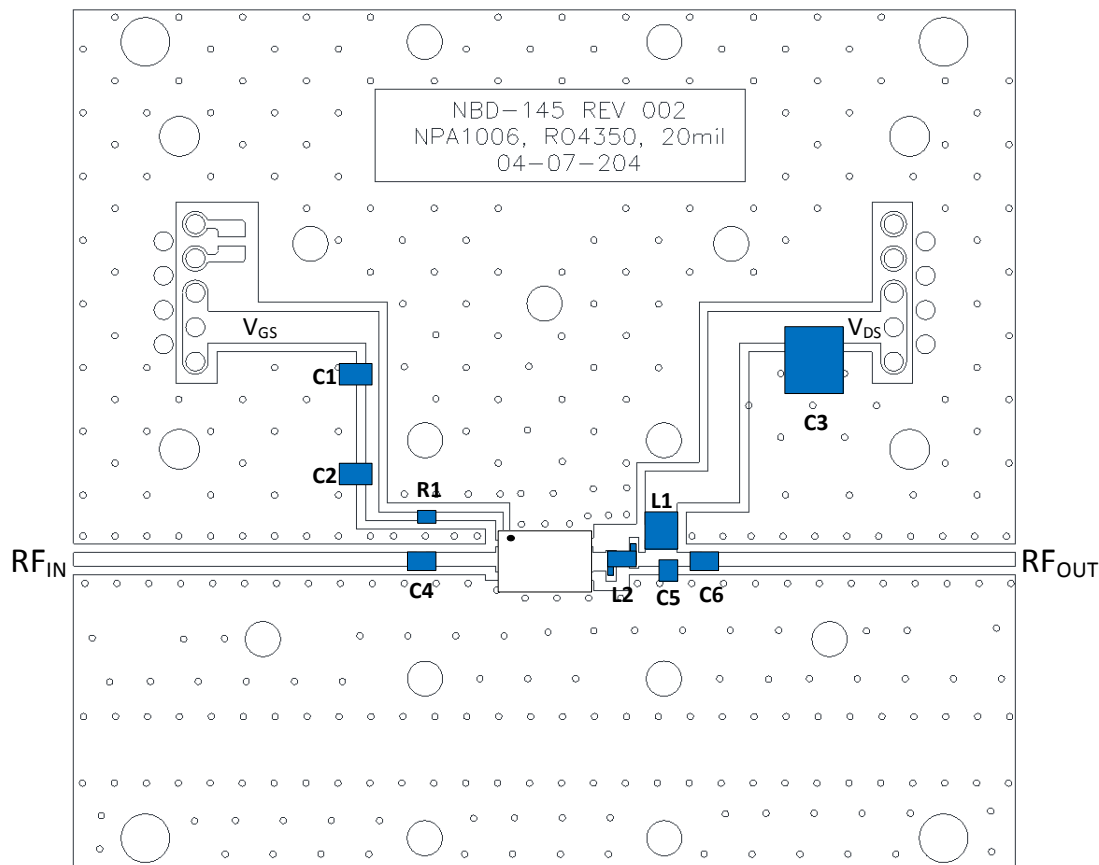 NBD-145 REV 002
NPA1006, RO4350, 20mil
04-07-204
VGS
VDS
C1
C3
C2
R1
L1
RFIN
RFOUT
C4
L2
C5
C6